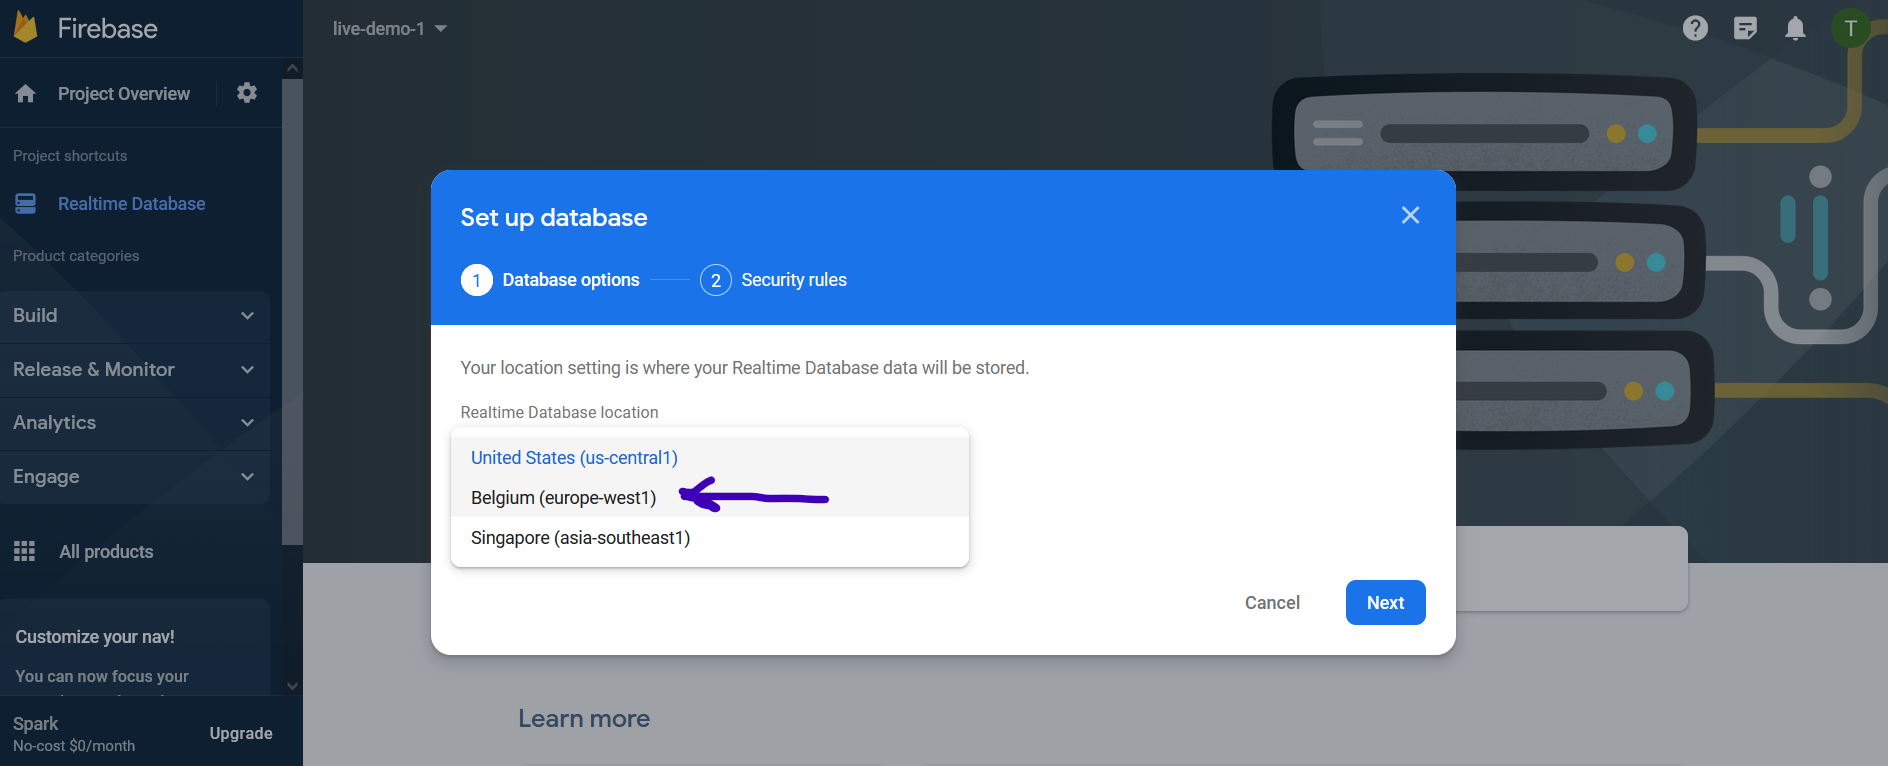 Firebase
live-demo-1
T
Project Overview
Project shortcuts
Realtime Database
Product categories
Build
Release & Monitor
Analytics
Engage
All products
Customize your nav!
You can now focus your
Spark
No-cost $0/month
Upgrade
Set up database
1 Database options 2 Security rules
Your location setting is where your Realtime Database data will be stored.
Realtime Database location
United States (us-central1)
Belgium (europe-west1)
Singapore (asia-southeast1)
Cancel
Next
Learn more